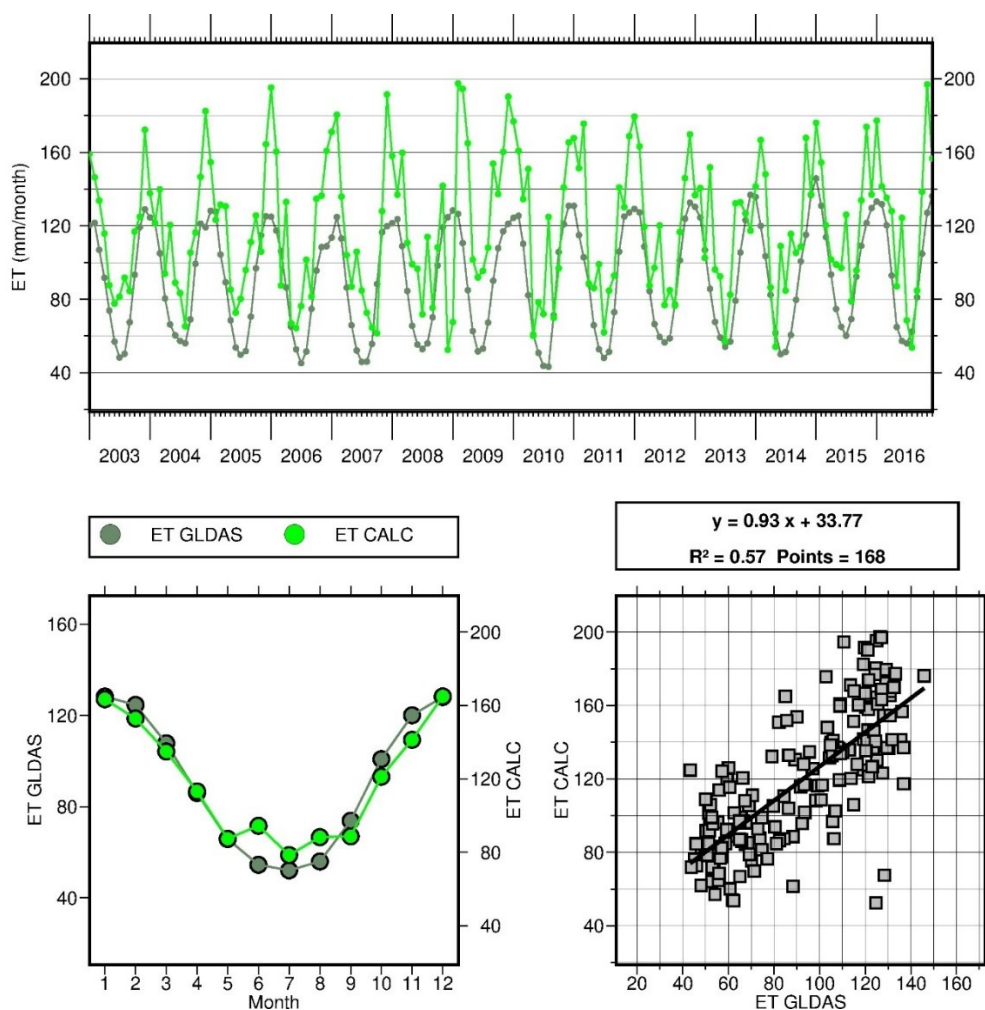 200 160 120 80 40
ET (mm/month)
200 160 120 80 40
2003 2004 2005 2006 2007 2008 2009 2010 2011 2012 2013 2014 2015 2016
ET GLDAS ET CALC
y = 0.93 x + 33.77
R² = 0.57 Points = 168
160 120 80 40
ET GLDAS
200 160 120 80 40
ET CALC
1 2 3 4 5 6 7 8 9 10 11 12
Month
200 160 120 80 40
ET CALC
20 40 60 80 100 120 140 160
ET GLDAS